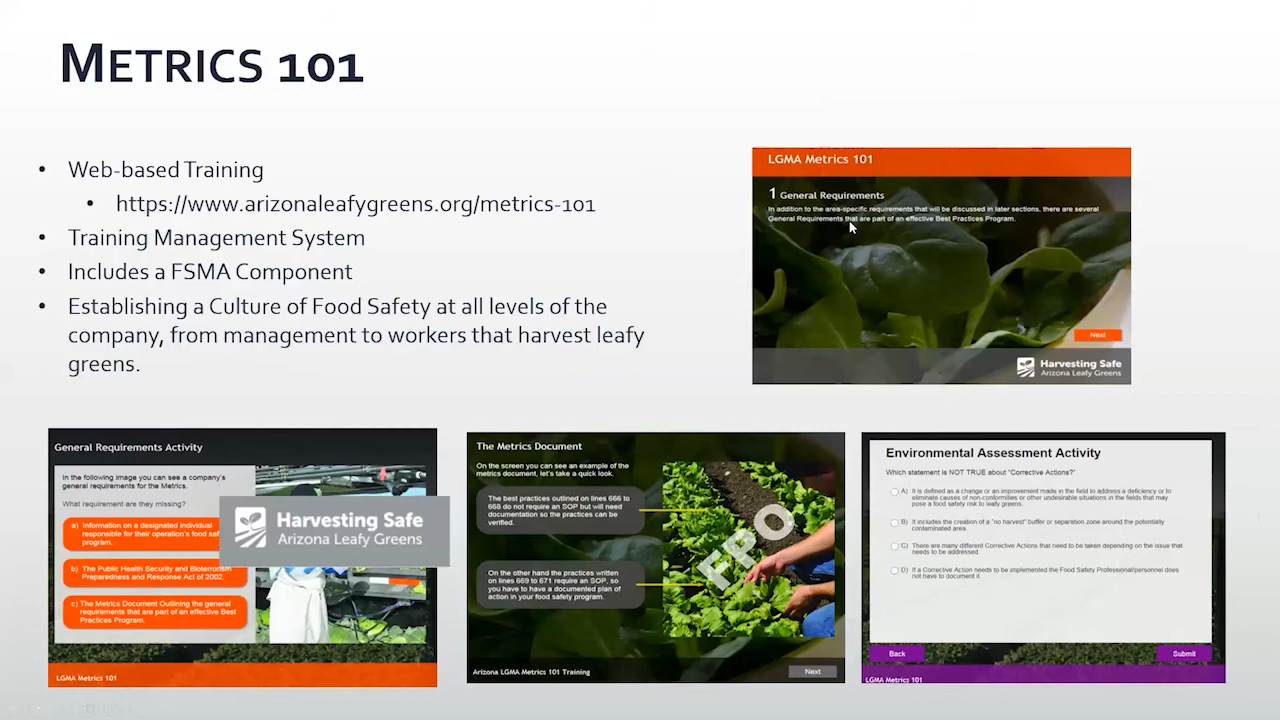 METRICS 101
• Web-based Training
• https://www.arizonaleafygreens.org/metrics-101
• Training Management System
• Includes a FSMA Component
• Establishing a Culture of Food Safety at all levels of the
company, from management to workers that harvest leafy
greens.
LGMA Metrics 101
1 General Requirements
In addition to the area-specific requirements that will be discussed in later sections, there are several
General Requirements that are part of an effective Best Practices Program.
Next
Harvesting Safe
Arizona Leafy Greens
General Requirements Activity
In the following image you can see a company's
general requirements for the Metrics.
What requirement are they missing?
a) Information on a designated individual
responsible for their operation's food saf
program.
b) The Public Health Security and Bioterrorism
Preparedness and Response Act of 2002.
c) The Metrics Document Outlining the general
requirements that are part of an effective Best
Practices Program.
Harvesting Safe
Arizona Leafy Greens
LGMA Metrics 101
The Metrics Document
On the screen you can see an example of the
metrics document, let's take a quick look.
The best practices outlined on lines 666 to
668 do not require an SOP but will need
documentation so the practices can be
verified.
On the other hand the practices written
on lines 669 to 671 require an SOP, so
you have to have a documented plan of
action in your food safety program.
FPO
Arizona LGMA Metrics 101 Training
Next
Environmental Assessment Activity
Which statement is NOT TRUE about "Corrective Actions?"
A) It is defined as a change or an improvement made in the field to address a deficiency or to
eliminate causes of non-conformities or other undesirable situations in the fields that may
pose a food safety risk to leafy greens.
B) It includes the creation of a "no harvest" buffer or separation zone around the potentially
contaminated area.
C) There are many different Corrective Actions that need to be taken depending on the issue that
needs to be addressed.
D) If a Corrective Action needs to be implemented the Food Safety Professional/personnel does
not have to document it.
Back
Submit
LGMA Metrics 101